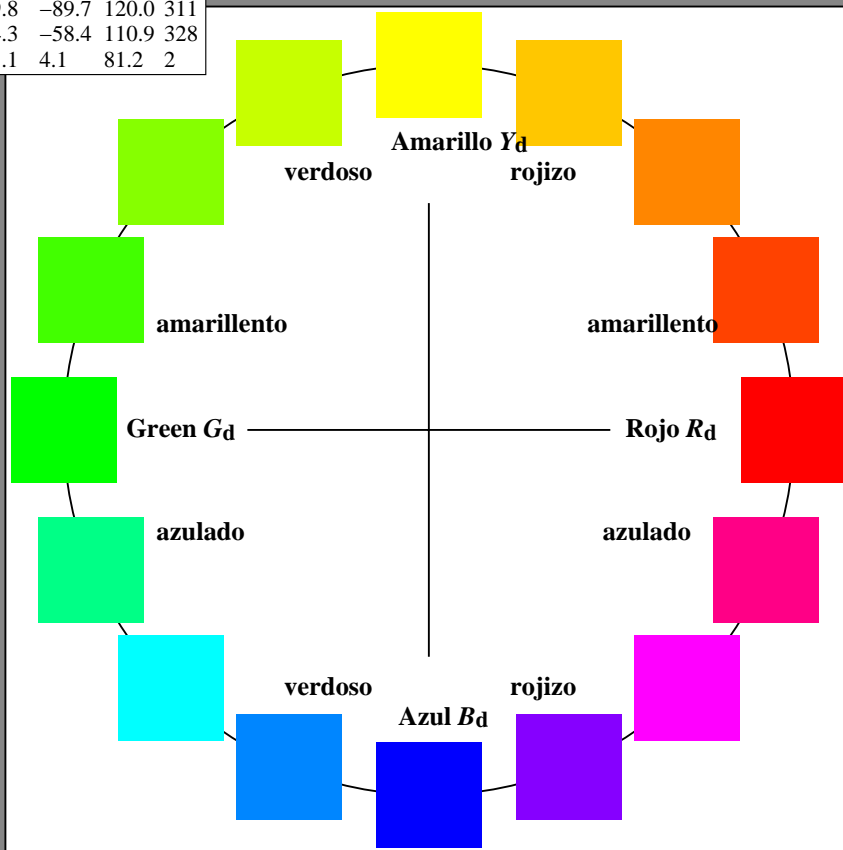 −89.7 120.0 311
−58.4 110.9 328
4.1 81.2 2
Amarillo Yd
verdoso rojizo
amarillento amarillento
Green Gd Rojo Rd
azulado azulado
verdoso rojizo
Azul Bd